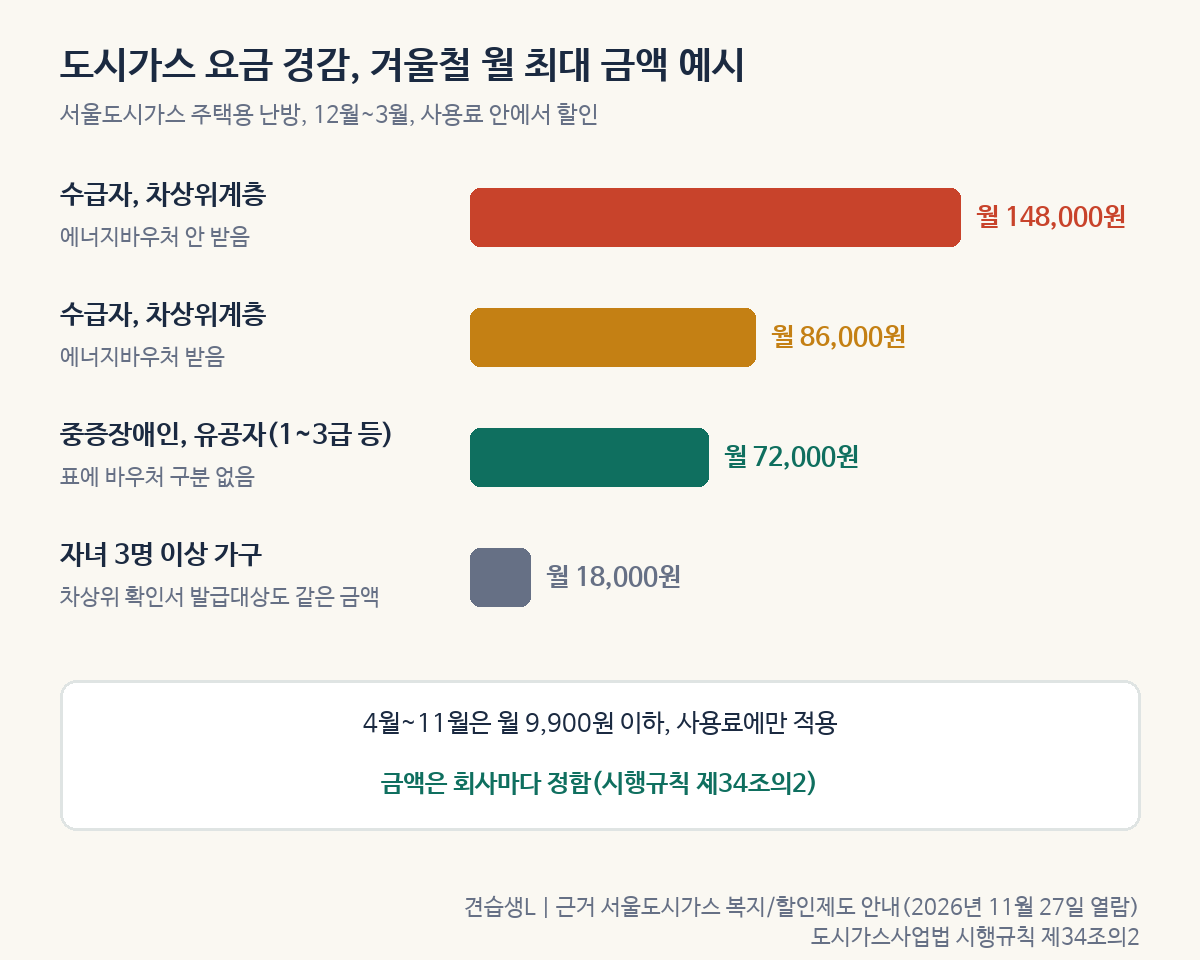 도시가스 요금 경감, 겨울철 월 최대 금액 예시
서울도시가스 주택용 난방, 12월~3월, 사용료 안에서 할인
수급자, 차상위계층
에너지바우처 안 받음
월 148,000원
수급자, 차상위계층
에너지바우처 받음
월 86,000원
중증장애인, 유공자(1~3급 등)
표에 바우처 구분 없음
월 72,000원
자녀 3명 이상 가구
차상위 확인서 발급대상도 같은 금액
월 18,000원
4월~11월은 월 9,900원 이하, 사용료에만 적용
금액은 회사마다 정함(시행규칙 제34조의2)
견습생L | 근거 서울도시가스 복지/할인제도 안내(2026년 11월 27일 열람)
도시가스사업법 시행규칙 제34조의2